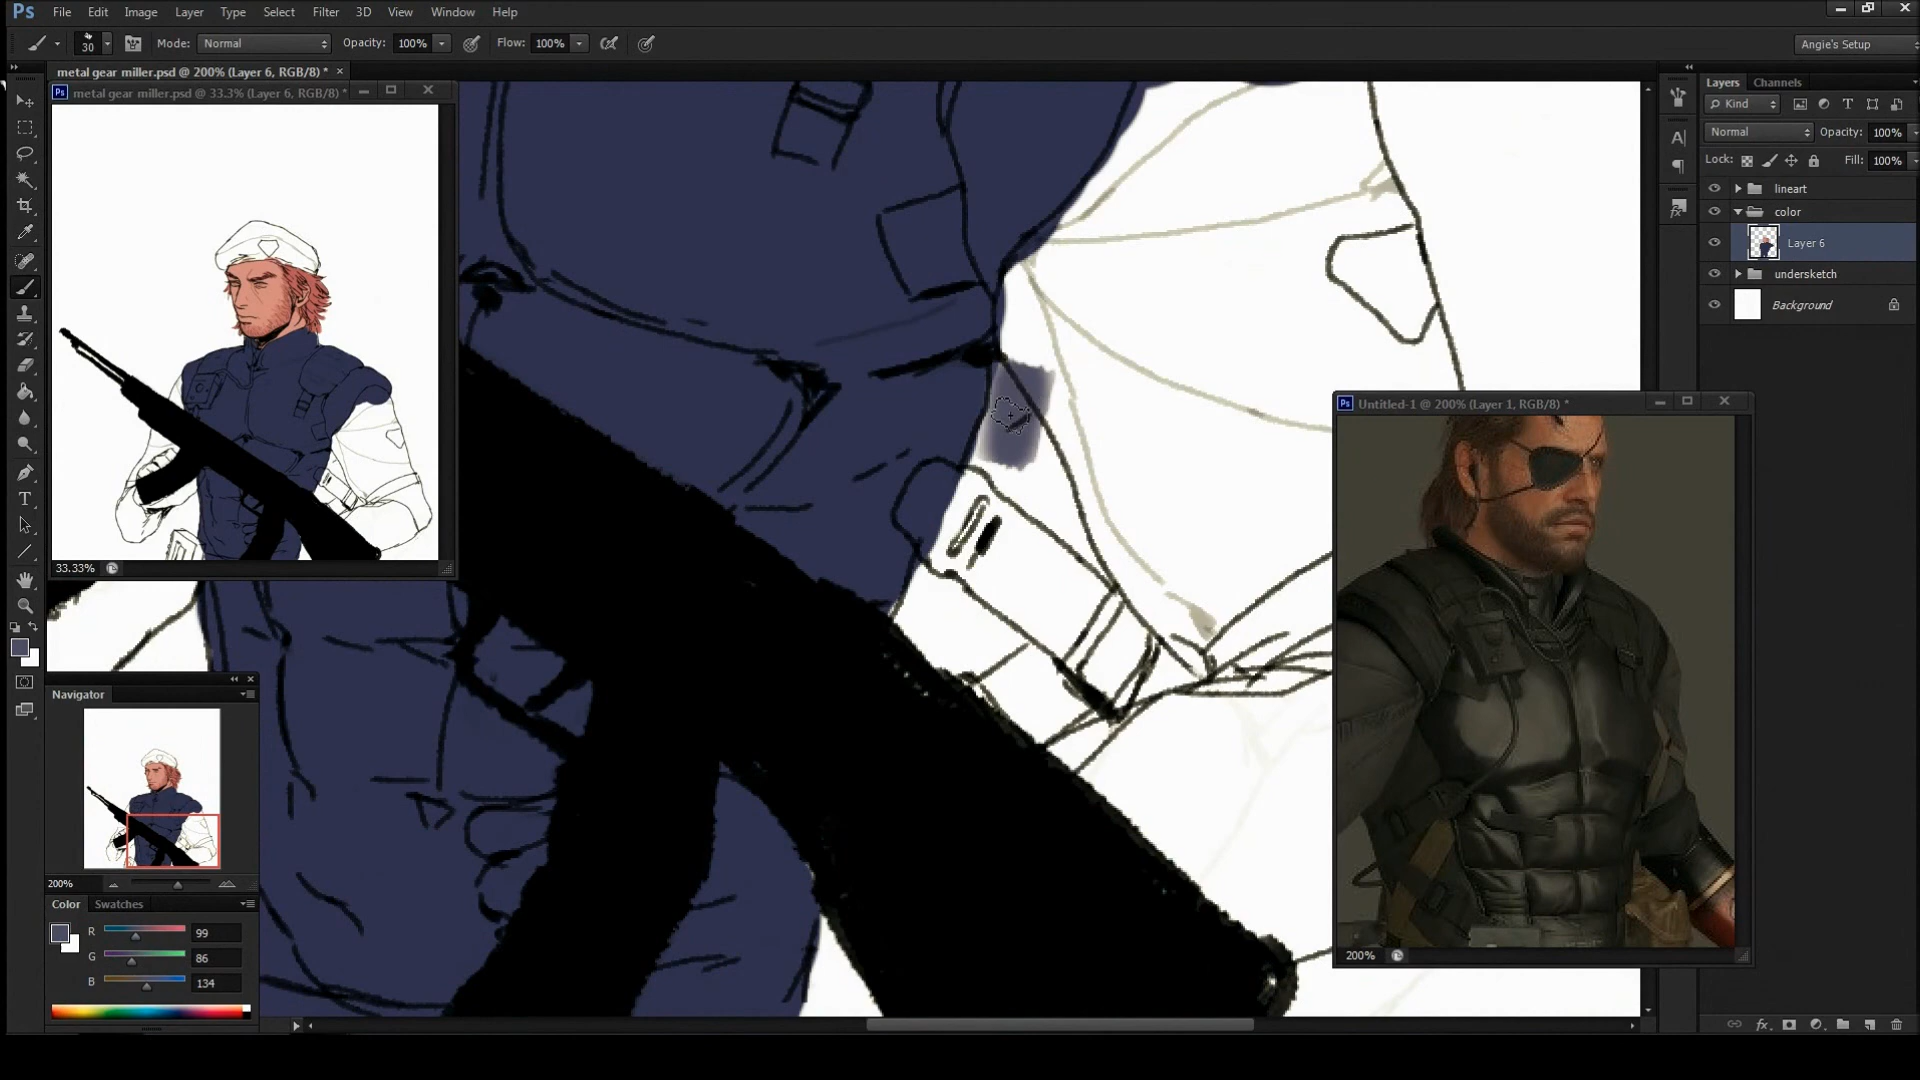 Ps File Edit Image Layer Type Select Filter 3D View Window Help
30 Mode: Normal Opacity: 100% Flow: 100% Angie's Setup
metal gear miller.psd @ 200% (Layer 6, RGB/8) * ×
Ps metal gear miller.psd @ 33.3% (Layer 6, RGB/8) *
33.33%
Layers Channels
Kind
Normal Opacity: 100%
Lock: Fill: 100%
lineart
color
Layer 6
undersketch
Background
Ps Untitled-1 @ 200% (Layer 1, RGB/8) *
200%
Navigator
200%
Color Swatches
R 99
G 86
B 134